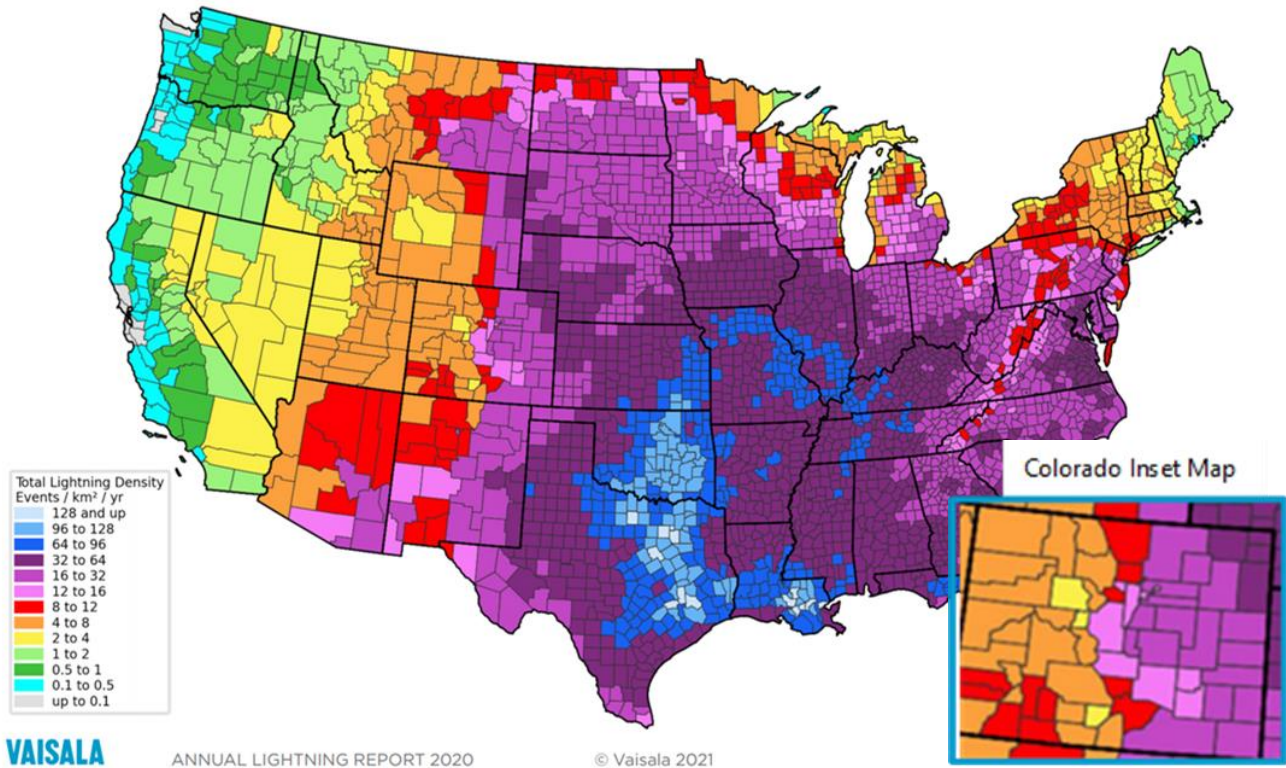 Colorado Inset Map
Total Lightning Density
Events / km² / yr
128 and up
96 to 128
64 to 96
32 to 64
16 to 32
12 to 16
8 to 12
4 to 8
2 to 4
1 to 2
0.5 to 1
0.1 to 0.5
up to 0.1
VAISALA ANNUAL LIGHTNING REPORT 2020 © Vaisala 2021